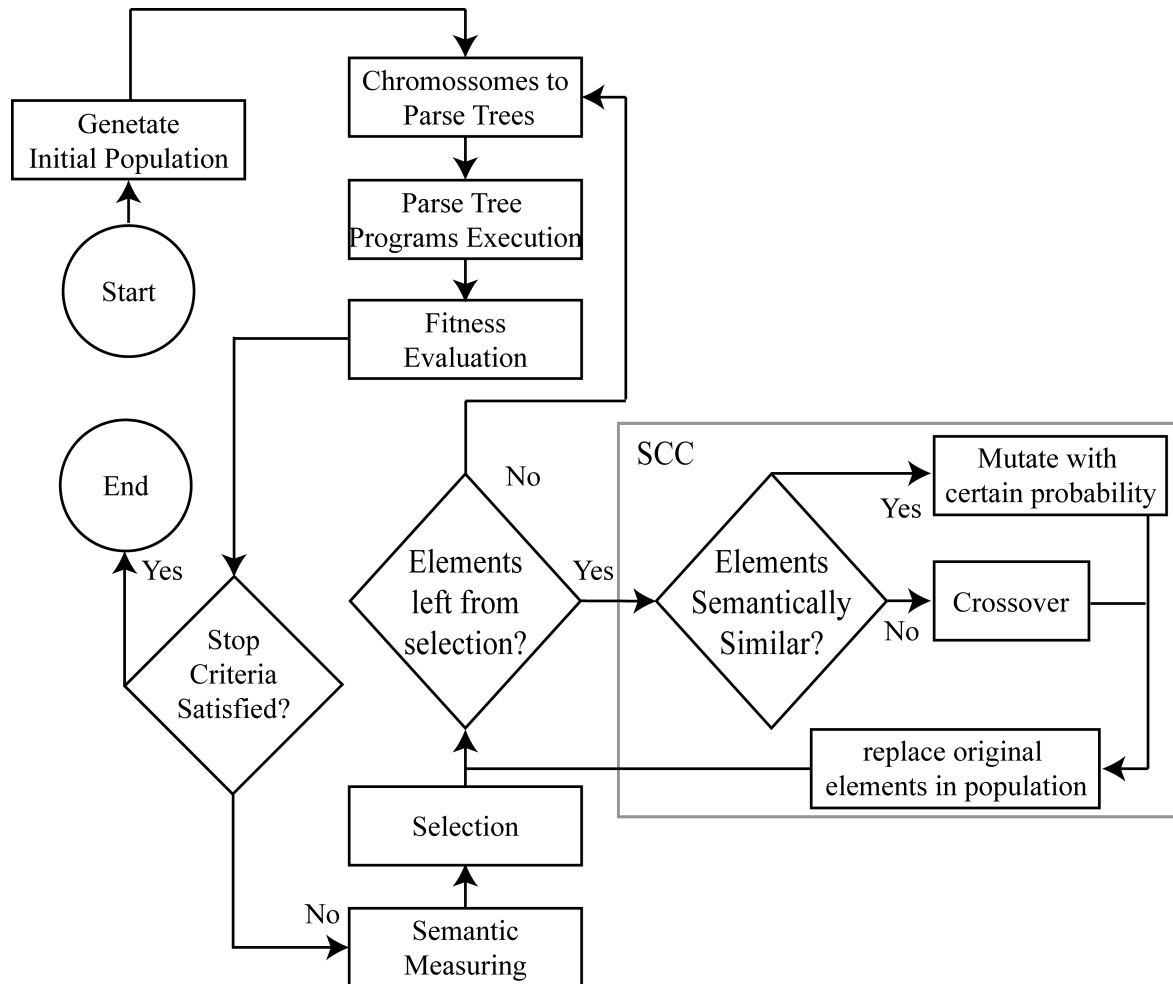 Chromossomes to
Parse Trees
Genetate
Initial Population
Parse Tree
Programs Execution
Start
Fitness
Evaluation
SCC
Mutate with
certain probability
No
Yes
End
Yes
Elements
left from
selection?
Yes
Elements
Semantically
Similar?
No
Crossover
Stop
Criteria
Satisfied?
replace original
elements in population
Selection
No
Semantic
Measuring